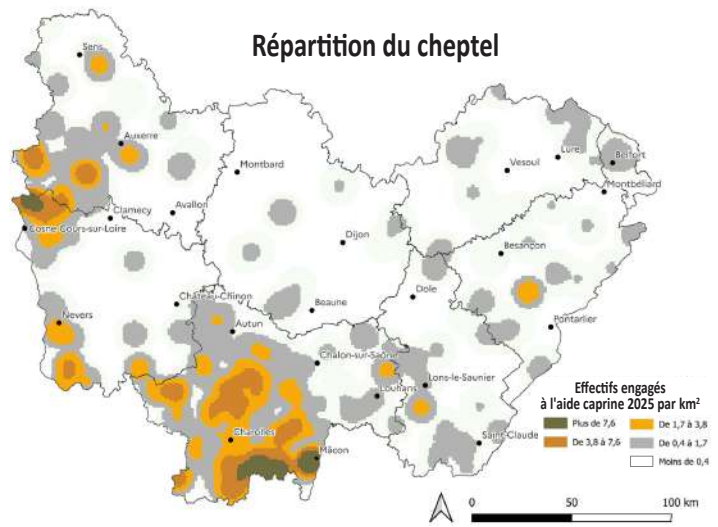 Répartition du cheptel
Sens
Auxerre
Montbard
Vesoul
Lure
Belfort
Montbéliard
Clamecy
Avallon
Cosne-Cours-sur-Loire
Dijon
Besançon
Château-Chinon
Beaune
Dole
Nevers
Autun
Pontarlier
Chalon-sur-Saône
Louhans
Lons-le-Saunier
Charolles
Saint-Claude
Mâcon
Effectifs engagés
à l'aide caprine 2025 par km²
Plus de 7,6
De 1,7 à 3,8
De 3,8 à 7,6
De 0,4 à 1,7
Moins de 0,4
0 50 100 km